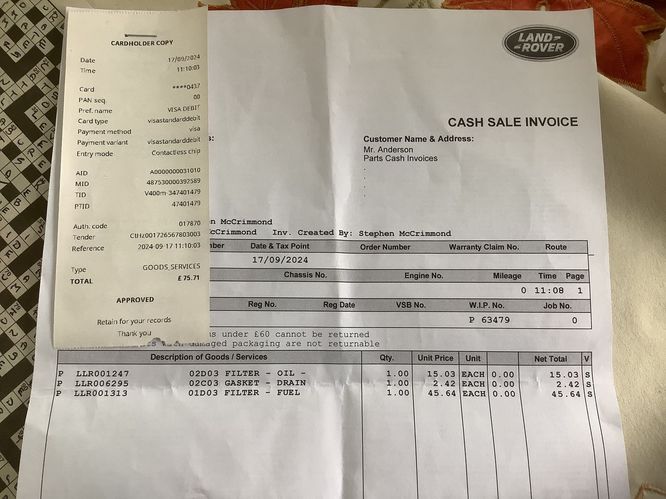 CARDHOLDER COPY
Date 17/09/2024
Time 11:10:03
Card ****0437
PAN seq. 00
Pref. name VISA DEBIT
Card type visastandarddebit
Payment method visa
Payment variant visastandarddebit
Entry mode Contactless chip
AID A0000000031010
MID 487530000392589
TID V400m-347401479
PTID 47401479
Auth. code 017870
Tender CtHz001726567803003
Reference 2024-09-17 11:10:03
Type GOODS_SERVICES
TOTAL £75.71
APPROVED
Retain for your records
Thank you
LAND-
ROVER
CASH SALE INVOICE
Customer Name & Address:
Mr. Anderson
Parts Cash Invoices
.
.
.
.
s:
en McCrimmond
cCrimmond Inv. Created By: Stephen McCrimmond
ber Date & Tax Point Order Number Warranty Claim No. Route
17/09/2024
Chassis No. Engine No. Mileage Time Page
0 11:08 1
Reg No. Reg Date VSB No. W.I.P. No. Job No.
P 63479 0
s under £60 cannot be returned
damaged packaging are not returnable
Description of Goods / Services Qty. Unit Price Unit Net Total V
P LLR001247 02D03 FILTER - OIL - 1.00 15.03 EACH 0.00 15.03 S
P LLR006295 02C03 GASKET - DRAIN 1.00 2.42 EACH 0.00 2.42 S
P LLR001313 01D03 FILTER - FUEL 1.00 45.64 EACH 0.00 45.64 S